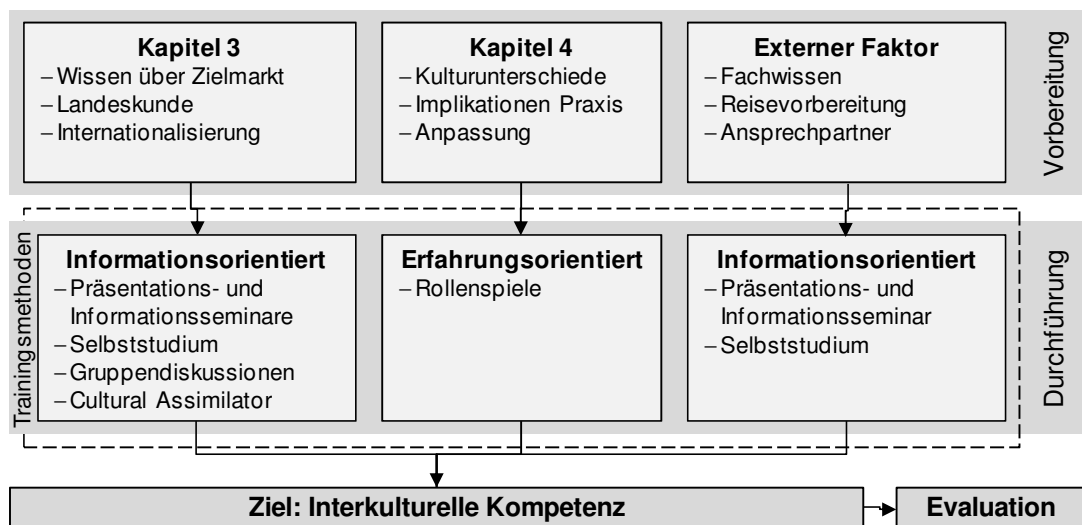 Kapitel 3
– Wissen über Zielmarkt
– Landeskunde
– Internationalisierung
Kapitel 4
– Kulturunterschiede
– Implikationen Praxis
– Anpassung
Externer Faktor
– Fachwissen
– Reisevorbereitung
– Ansprechpartner
Vorbereitung
Trainingsmethoden
Informationsorientiert
– Präsentations- und
Informationsseminare
– Selbststudium
– Gruppendiskussionen
– Cultural Assimilator
Erfahrungsorientiert
– Rollenspiele
Informationsorientiert
– Präsentations- und
Informationsseminar
– Selbststudium
Durchführung
Ziel: Interkulturelle Kompetenz
Evaluation